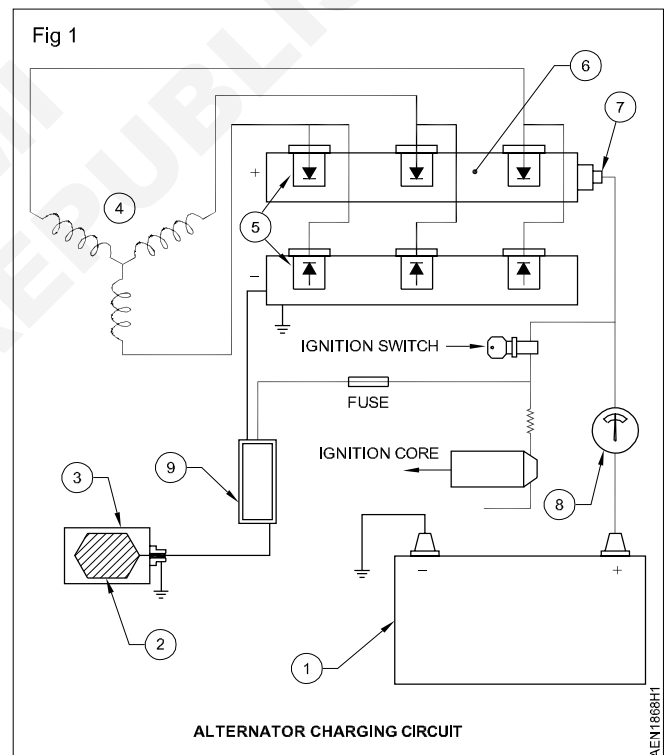 Fig 1
6
7
4
5
+
−
IGNITION SWITCH
FUSE
IGNITION CORE
9
8
3
2
−
+
1
ALTERNATOR CHARGING CIRCUIT
AEN1868H1
REPUBLIS